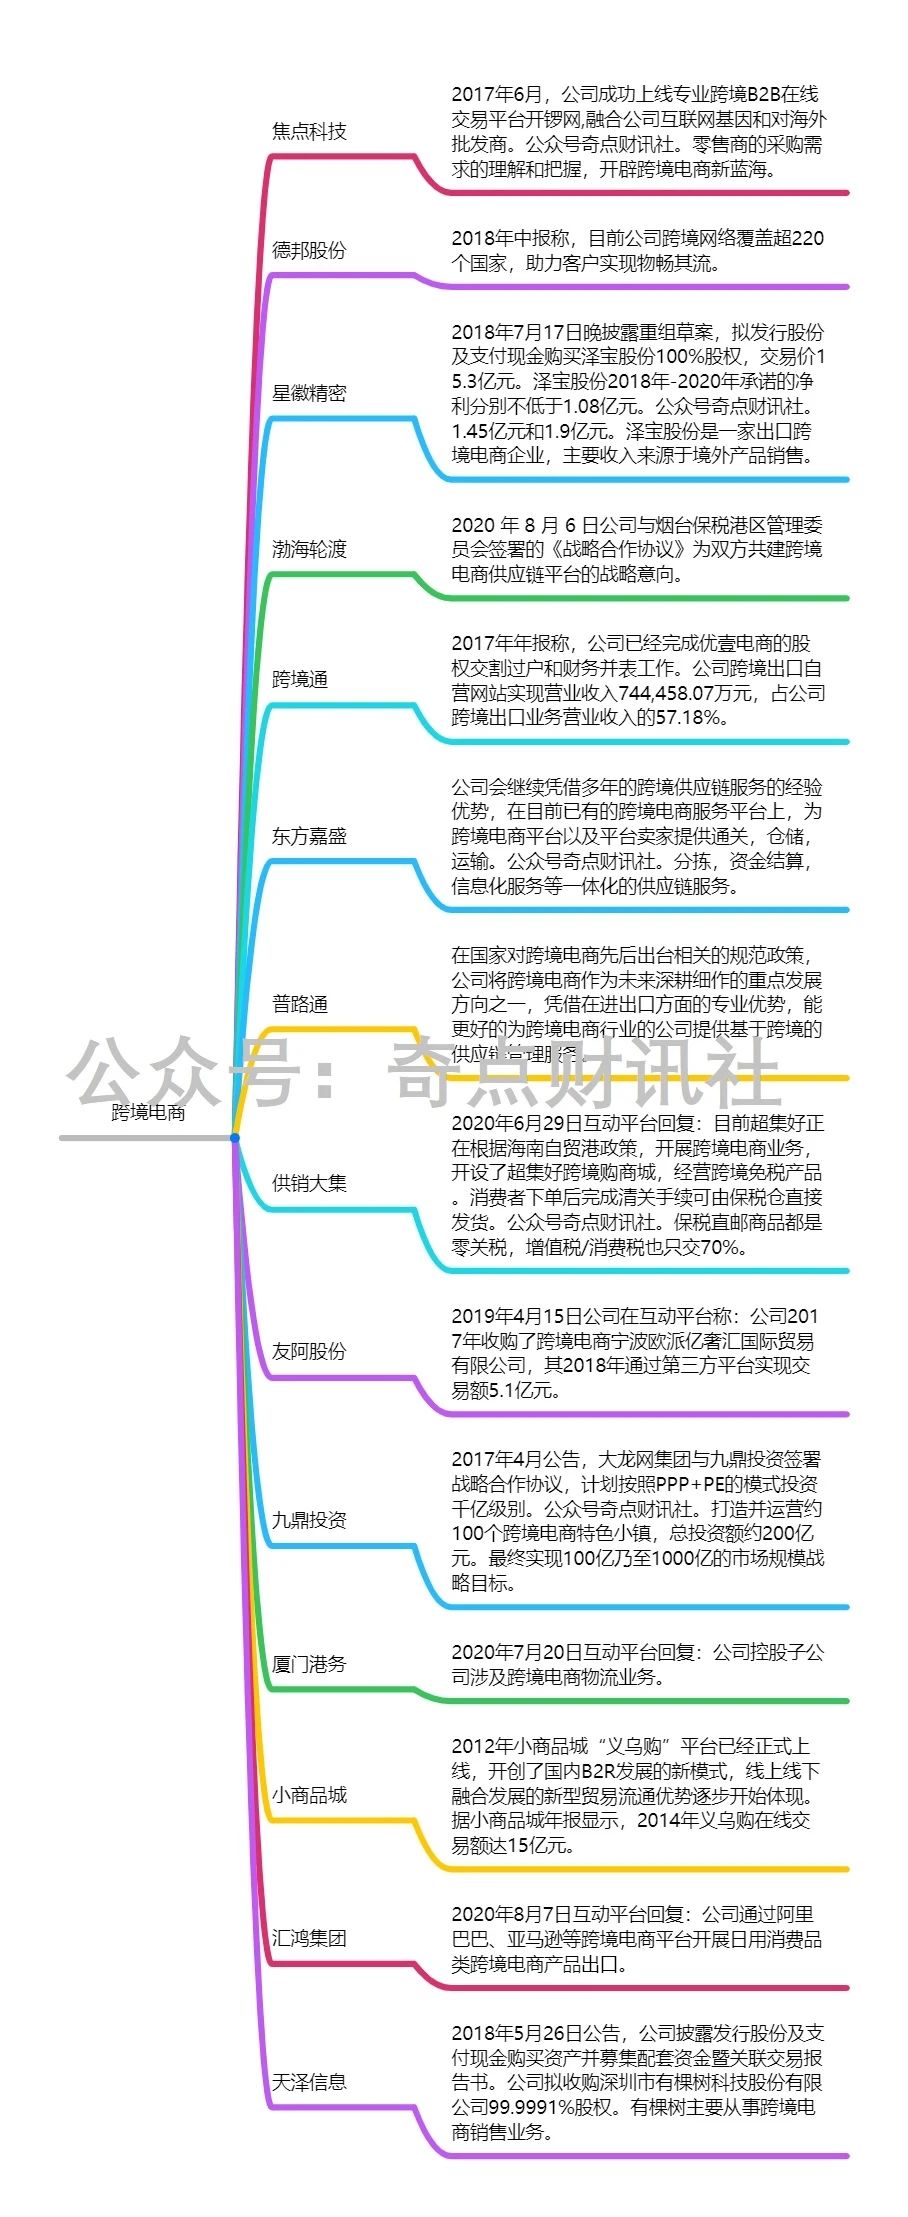 焦点科技
2017年6月，公司成功上线专业跨境B2B在线
交易平台开锣网,融合公司互联网基因和对海外
批发商。公众号奇点财讯社。零售商的采购需
求的理解和把握，开辟跨境电商新蓝海。
德邦股份
2018年中报称，目前公司跨境网络覆盖超220
个国家，助力客户实现物畅其流。
星徽精密
2018年7月17日晚披露重组草案，拟发行股份
及支付现金购买泽宝股份100%股权，交易价1
5.3亿元。泽宝股份2018年-2020年承诺的净
利分别不低于1.08亿元。公众号奇点财讯社。
1.45亿元和1.9亿元。泽宝股份是一家出口跨
境电商企业，主要收入来源于境外产品销售。
渤海轮渡
2020 年 8 月 6 日公司与烟台保税港区管理委
员会签署的《战略合作协议》为双方共建跨境
电商供应链平台的战略意向。
跨境通
2017年年报称，公司已经完成优壹电商的股
权交割过户和财务并表工作。公司跨境出口自
营网站实现营业收入744,458.07万元，占公司
跨境出口业务营业收入的57.18%。
东方嘉盛
公司会继续凭借多年的跨境供应链服务的经验
优势，在目前已有的跨境电商服务平台上，为
跨境电商平台以及平台卖家提供通关，仓储，
运输。公众号奇点财讯社。分拣，资金结算，
信息化服务等一体化的供应链服务。
普路通
在国家对跨境电商先后出台相关的规范政策，
公司将跨境电商作为未来深耕细作的重点发展
方向之一，凭借在进出口方面的专业优势，能
更好的为跨境电商行业的公司提供基于跨境的
供应链管理服务。
公众号：奇点财讯社
跨境电商
供销大集
2020年6月29日互动平台回复：目前超集好正
在根据海南自贸港政策，开展跨境电商业务，
开设了超集好跨境购商城，经营跨境免税产品
。消费者下单后完成清关手续可由保税仓直接
发货。公众号奇点财讯社。保税直邮商品都是
零关税，增值税/消费税也只交70%。
友阿股份
2019年4月15日公司在互动平台称：公司201
7年收购了跨境电商宁波欧派亿奢汇国际贸易
有限公司，其2018年通过第三方平台实现交
易额5.1亿元。
九鼎投资
2017年4月公告，大龙网集团与九鼎投资签署
战略合作协议，计划按照PPP+PE的模式投资
千亿级别。公众号奇点财讯社。打造并运营约
100个跨境电商特色小镇，总投资额约200亿
元。最终实现100亿乃至1000亿的市场规模战
略目标。
厦门港务
2020年7月20日互动平台回复：公司控股子公
司涉及跨境电商物流业务。
小商品城
2012年小商品城“义乌购”平台已经正式上
线，开创了国内B2R发展的新模式，线上线下
融合发展的新型贸易流通优势逐步开始体现。
据小商品城年报显示，2014年义乌购在线交
易额达15亿元。
汇鸿集团
2020年8月7日互动平台回复：公司通过阿里
巴巴、亚马逊等跨境电商平台开展日用消费品
类跨境电商产品出口。
天泽信息
2018年5月26日公告，公司披露发行股份及支
付现金购买资产并募集配套资金暨关联交易报
告书。公司拟收购深圳市有棵树科技股份有限
公司99.9991%股权。有棵树主要从事跨境电
商销售业务。